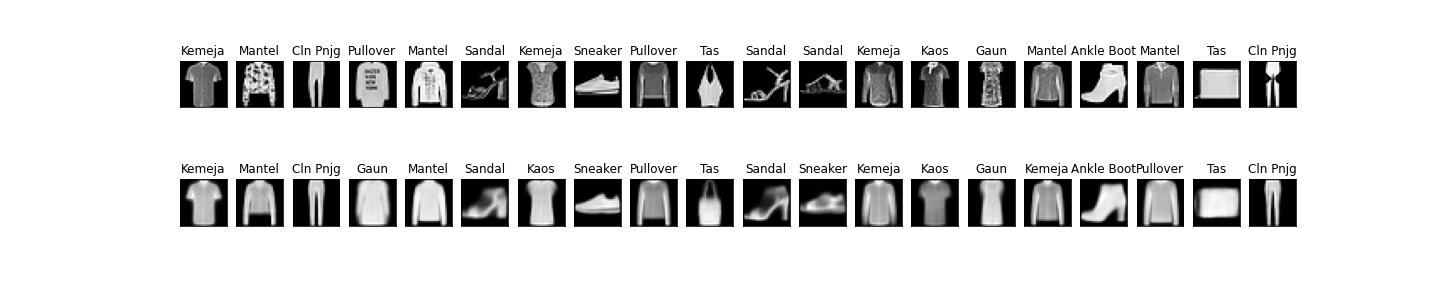 Kemeja Mantel Cln Pnjg Pullover Mantel Sandal Kemeja Sneaker Pullover Tas Sandal Sandal Kemeja Kaos Gaun Mantel Ankle Boot Mantel Tas Cln Pnjg
Kemeja Mantel Cln Pnjg Gaun Mantel Sandal Kaos Sneaker Pullover Tas Sandal Sneaker Kemeja Kaos Gaun Kemeja Ankle Boot Pullover Tas Cln Pnjg